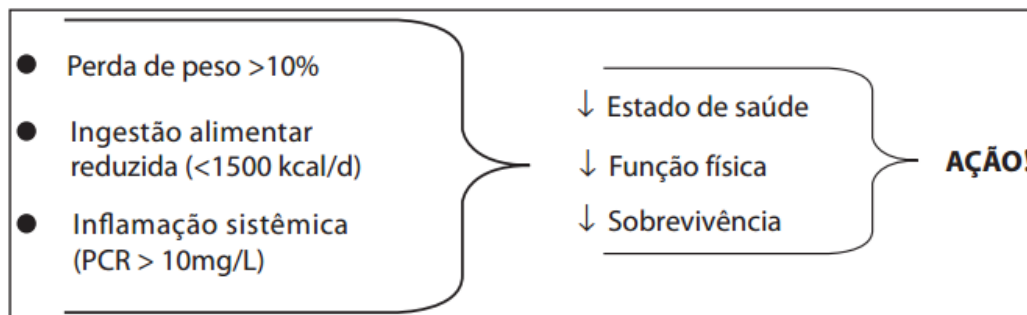 ● Perda de peso >10%
● Ingestão alimentar
reduzida (<1500 kcal/d)
● Inflamação sistêmica
(PCR > 10mg/L)
↓ Estado de saúde
↓ Função física
↓ Sobrevivência
AÇÃO!